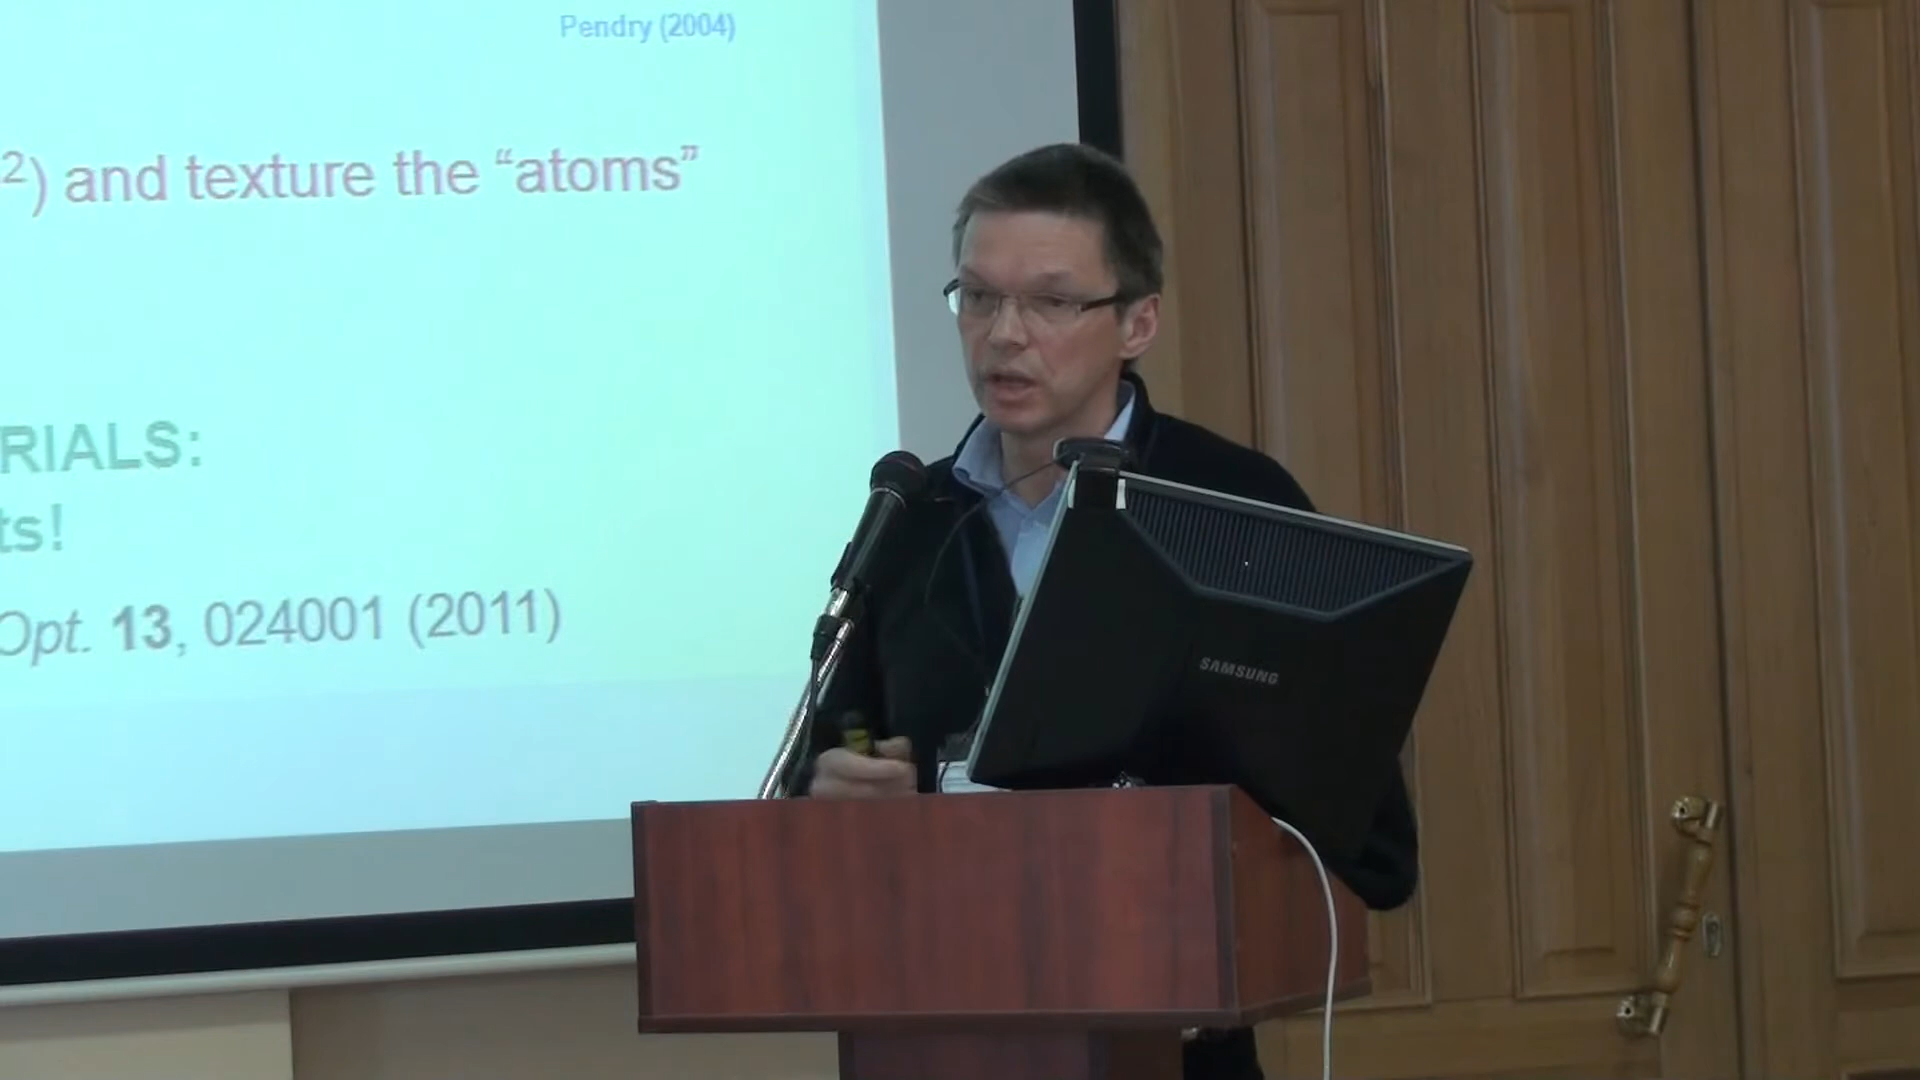 Pendry (2004)
2) and texture the “atoms”
RIALS:
ts!
Opt. 13, 024001 (2011)
SAMSUNG